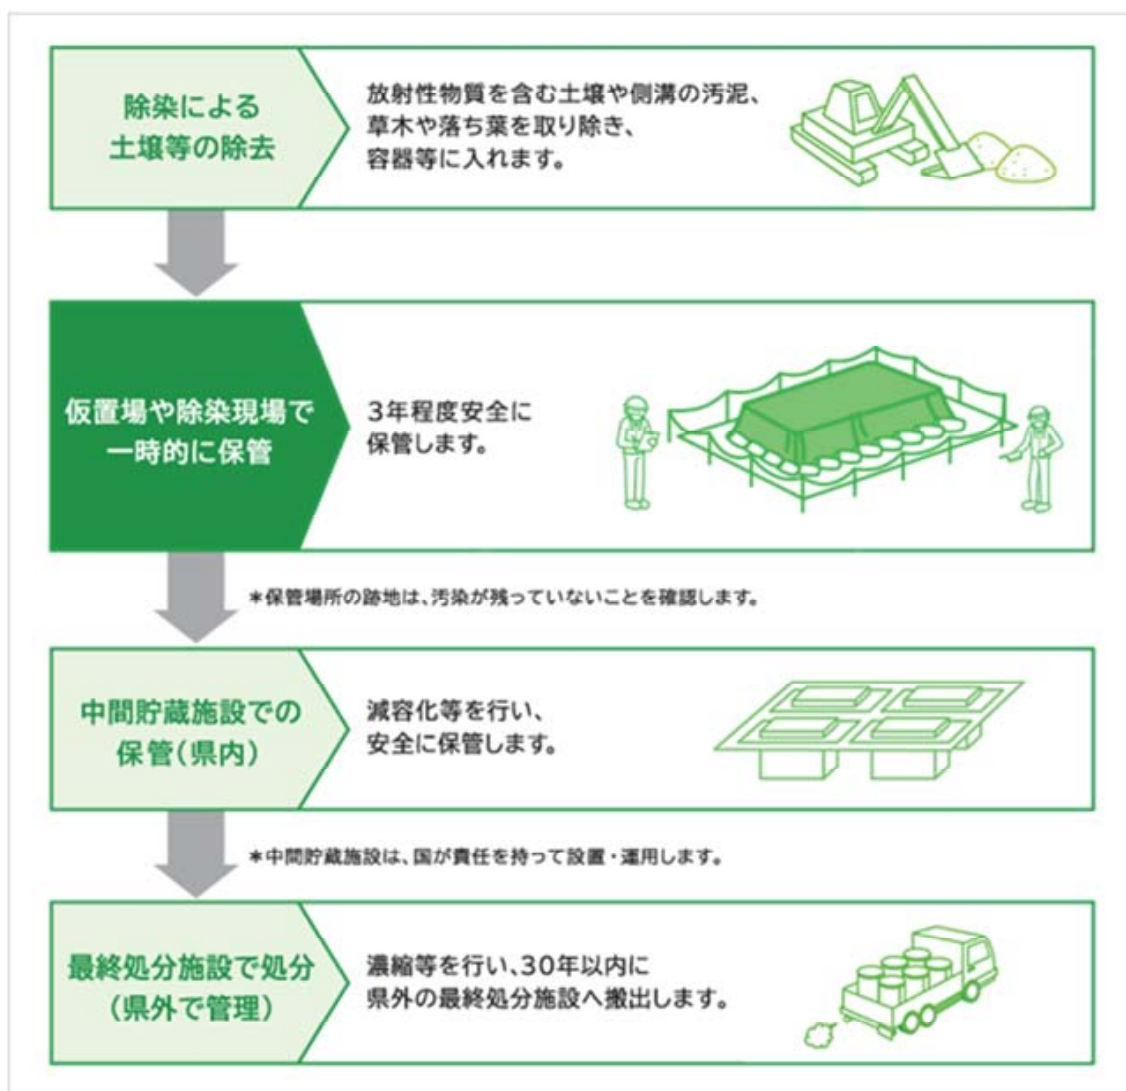 除染による
土壌等の除去
放射性物質を含む土壌や側溝の汚泥、
草木や落ち葉を取り除き、
容器等に入れます。
仮置場や除染現場で
一時的に保管
3年程度安全に
保管します。
＊保管場所の跡地は、汚染が残っていないことを確認します。
中間貯蔵施設での
保管(県内)
減容化等を行い、
安全に保管します。
＊中間貯蔵施設は、国が責任を持って設置・運用します。
最終処分施設で処分
(県外で管理)
濃縮等を行い、30年以内に
県外の最終処分施設へ搬出します。